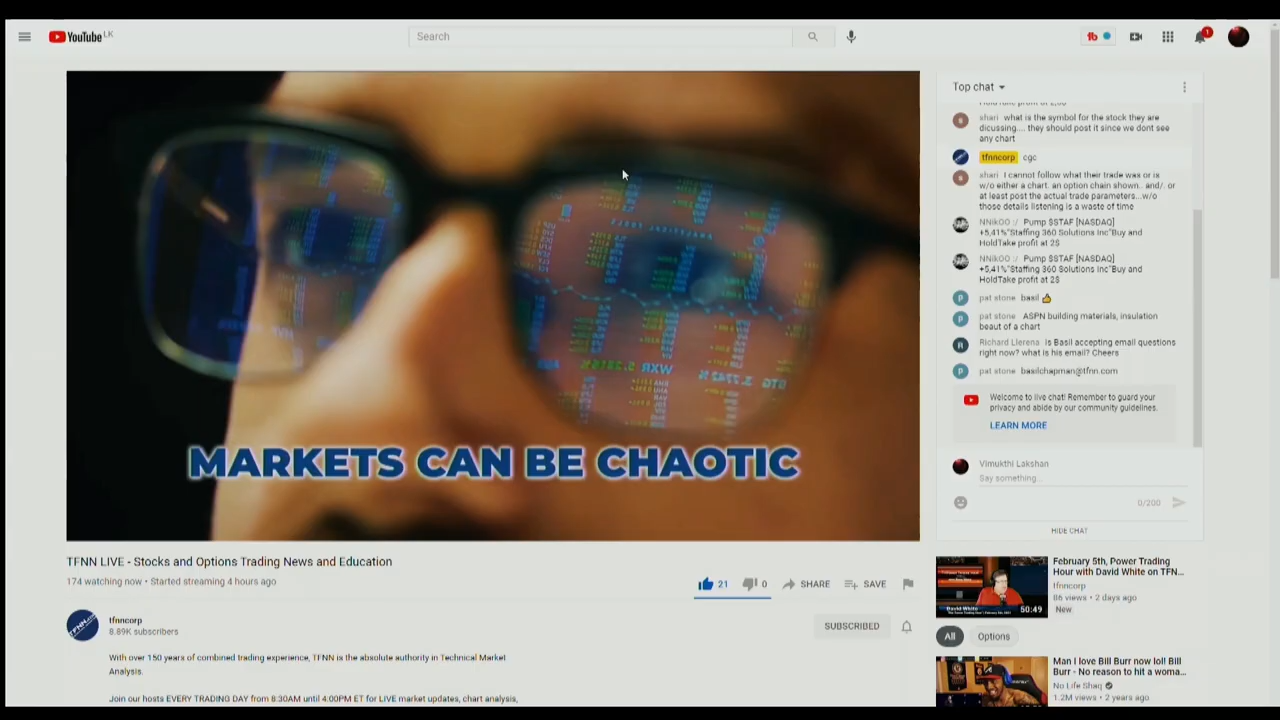 YouTube LK
Search
1
MARKETS CAN BE CHAOTIC
TFNN LIVE - Stocks and Options Trading News and Education
174 watching now • Started streaming 4 hours ago
21
0
SHARE
SAVE
tfnncorp
8.89K subscribers
SUBSCRIBED
With over 150 years of combined trading experience, TFNN is the absolute authority in Technical Market
Analysis.
Join our hosts EVERY TRADING DAY from 8:30AM until 4:00PM ET for LIVE market updates, chart analysis,
Top chat
shari what is the symbol for the stock they are
dicussing.... they should post it since we dont see
any chart
tfnncorp cgc
shari I cannot follow what their trade was or is
w/o either a chart. an option chain shown.. and/. or
at least post the actual trade parameters...w/o
those details listening is a waste of time
NNikOO :/ Pump $STAF [NASDAQ]
+5,41%"Staffing 360 Solutions Inc"Buy and
HoldTake profit at 2$
NNikOO :/ Pump $STAF [NASDAQ]
+5,41%"Staffing 360 Solutions Inc"Buy and
HoldTake profit at 2$
pat stone basil 👍
pat stone ASPN building materials, insulation
beaut of a chart
Richard Llerena Is Basil accepting email questions
right now? what is his email? Cheers
pat stone basilchapman@tfnn.com
Welcome to live chat! Remember to guard your
privacy and abide by our community guidelines.
LEARN MORE
Vimukthi Lakshan
Say something...
0/200
HIDE CHAT
February 5th, Power Trading
Hour with David White on TFN...
tfnncorp
86 views • 2 days ago
New
David White
50:49
All
Options
Man I love Bill Burr now lol! Bill
Burr - No reason to hit a woma...
No Life Shaq
1.2M views • 2 years ago